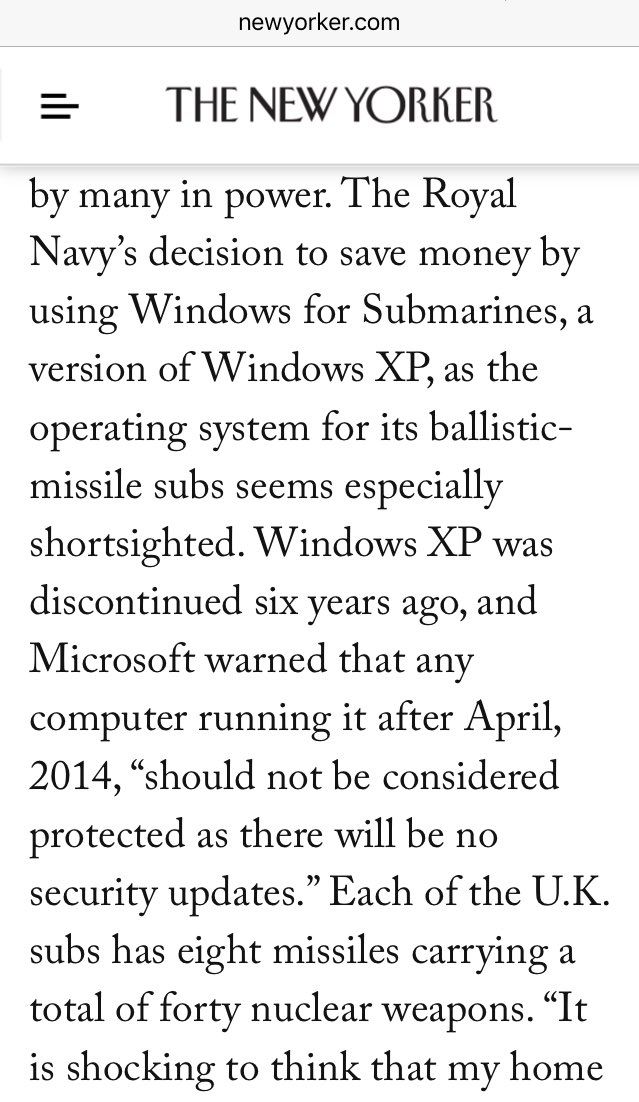 newyorker.com
THE NEW YORKER
by many in power. The Royal
Navy’s decision to save money by
using Windows for Submarines, a
version of Windows XP, as the
operating system for its ballistic-
missile subs seems especially
shortsighted. Windows XP was
discontinued six years ago, and
Microsoft warned that any
computer running it after April,
2014, “should not be considered
protected as there will be no
security updates.” Each of the U.K.
subs has eight missiles carrying a
total of forty nuclear weapons. “It
is shocking to think that my home